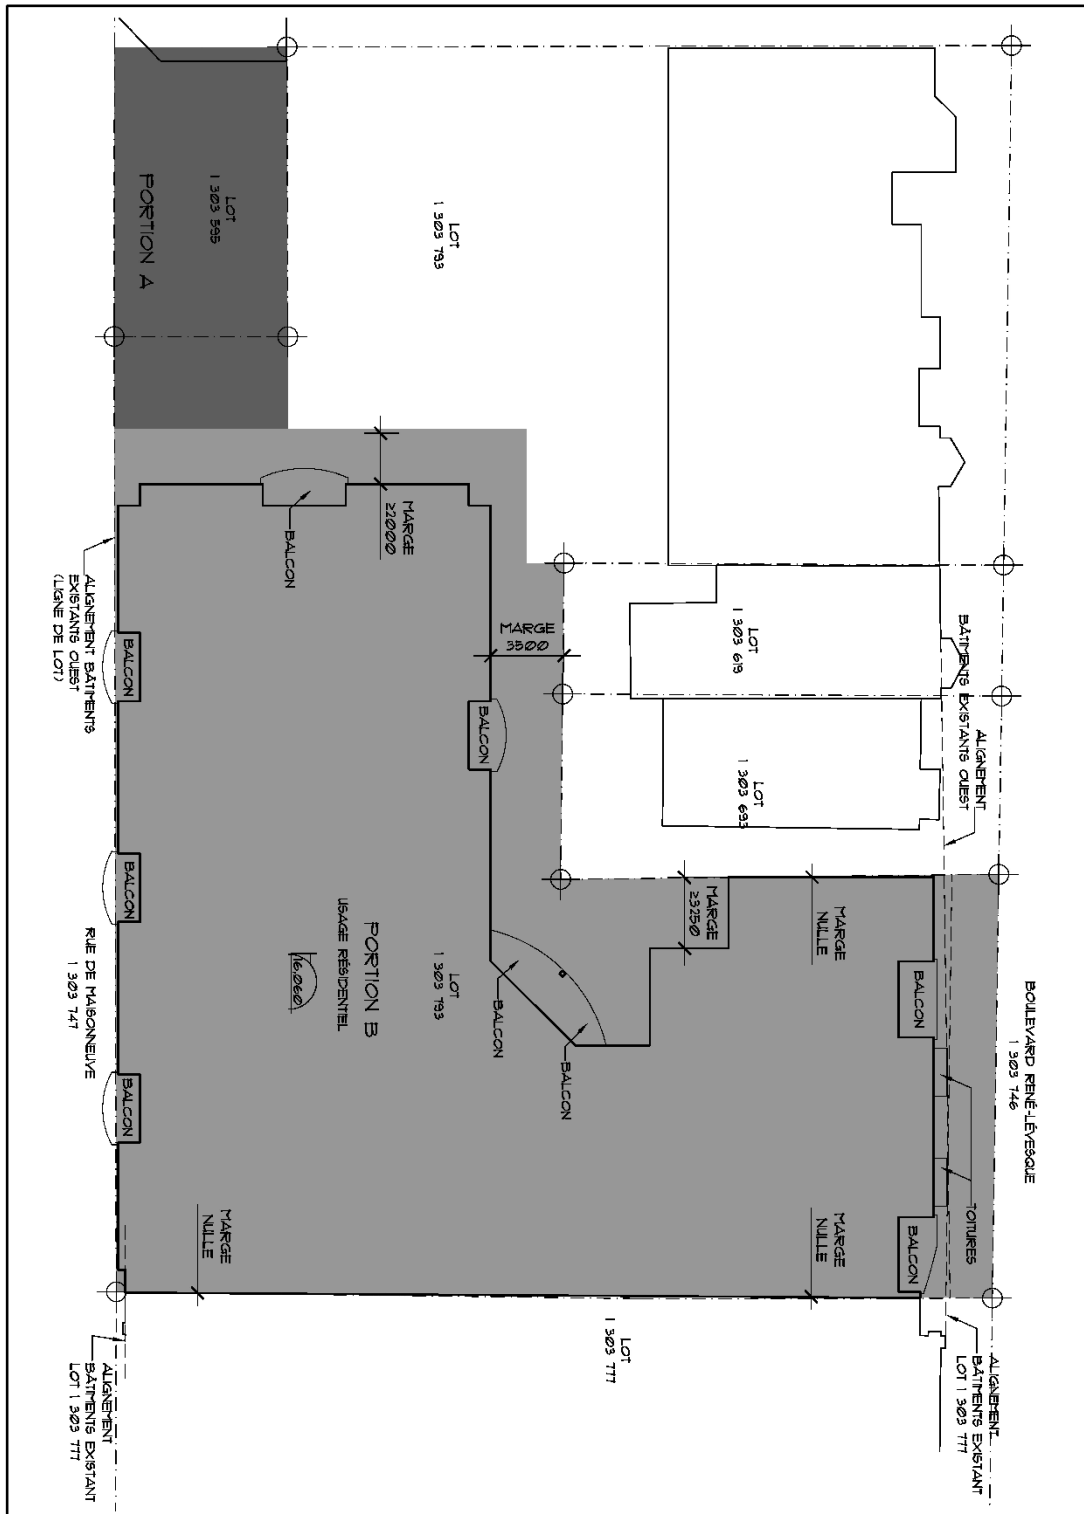 BOULEVARD RENÉ-LÉVESQUE
1 303 746
ALIGNEMENT
BÂTIMENTS EXISTANTS OUEST
ALIGNEMENT
BÂTIMENTS EXISTANT
LOT 1 303 777
TOITURES
BALCON
BALCON
MARGE
NULLE
MARGE
NULLE
LOT
1 303 619
LOT
1 303 693
MARGE
≥3250
LOT
1 303 777
BALCON
BALCON
MARGE
3500
BALCON
LOT
1 303 793
LOT
1 303 793
MARGE
≥2000
BALCON
PORTION B
USAGE RÉSIDENTIEL
16.060
LOT
1 303 595
PORTION A
MARGE
NULLE
BALCON
BALCON
BALCON
ALIGNEMENT BÂTIMENTS
EXISTANTS OUEST
(LIGNE DE LOT)
RUE DE MAISONNEUVE
1 303 747
ALIGNEMENT
BÂTIMENTS EXISTANT
LOT 1 303 777